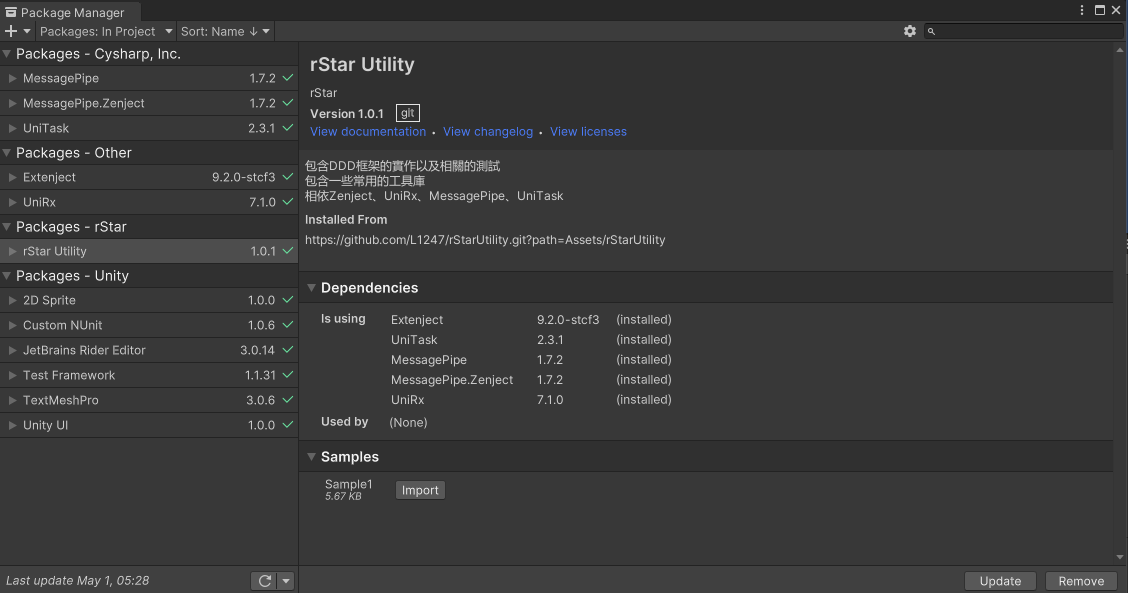 Package Manager
Packages: In Project
Sort: Name ↓
Packages - Cysharp, Inc.
MessagePipe 1.7.2
MessagePipe.Zenject 1.7.2
UniTask 2.3.1
Packages - Other
Extenject 9.2.0-stcf3
UniRx 7.1.0
Packages - rStar
rStar Utility 1.0.1
Packages - Unity
2D Sprite 1.0.0
Custom NUnit 1.0.6
JetBrains Rider Editor 3.0.14
Test Framework 1.1.31
TextMeshPro 3.0.6
Unity UI 1.0.0
Last update May 1, 05:28
rStar Utility
rStar
Version 1.0.1 git
View documentation • View changelog • View licenses
包含DDD框架的實作以及相關的測試
包含一些常用的工具庫
相依Zenject、UniRx、MessagePipe、UniTask
Installed From
https://github.com/L1247/rStarUtility.git?path=Assets/rStarUtility
Dependencies
Is using Extenject 9.2.0-stcf3 (installed)
UniTask 2.3.1 (installed)
MessagePipe 1.7.2 (installed)
MessagePipe.Zenject 1.7.2 (installed)
UniRx 7.1.0 (installed)
Used by (None)
Samples
Sample1 Import
5.67 KB
Update Remove